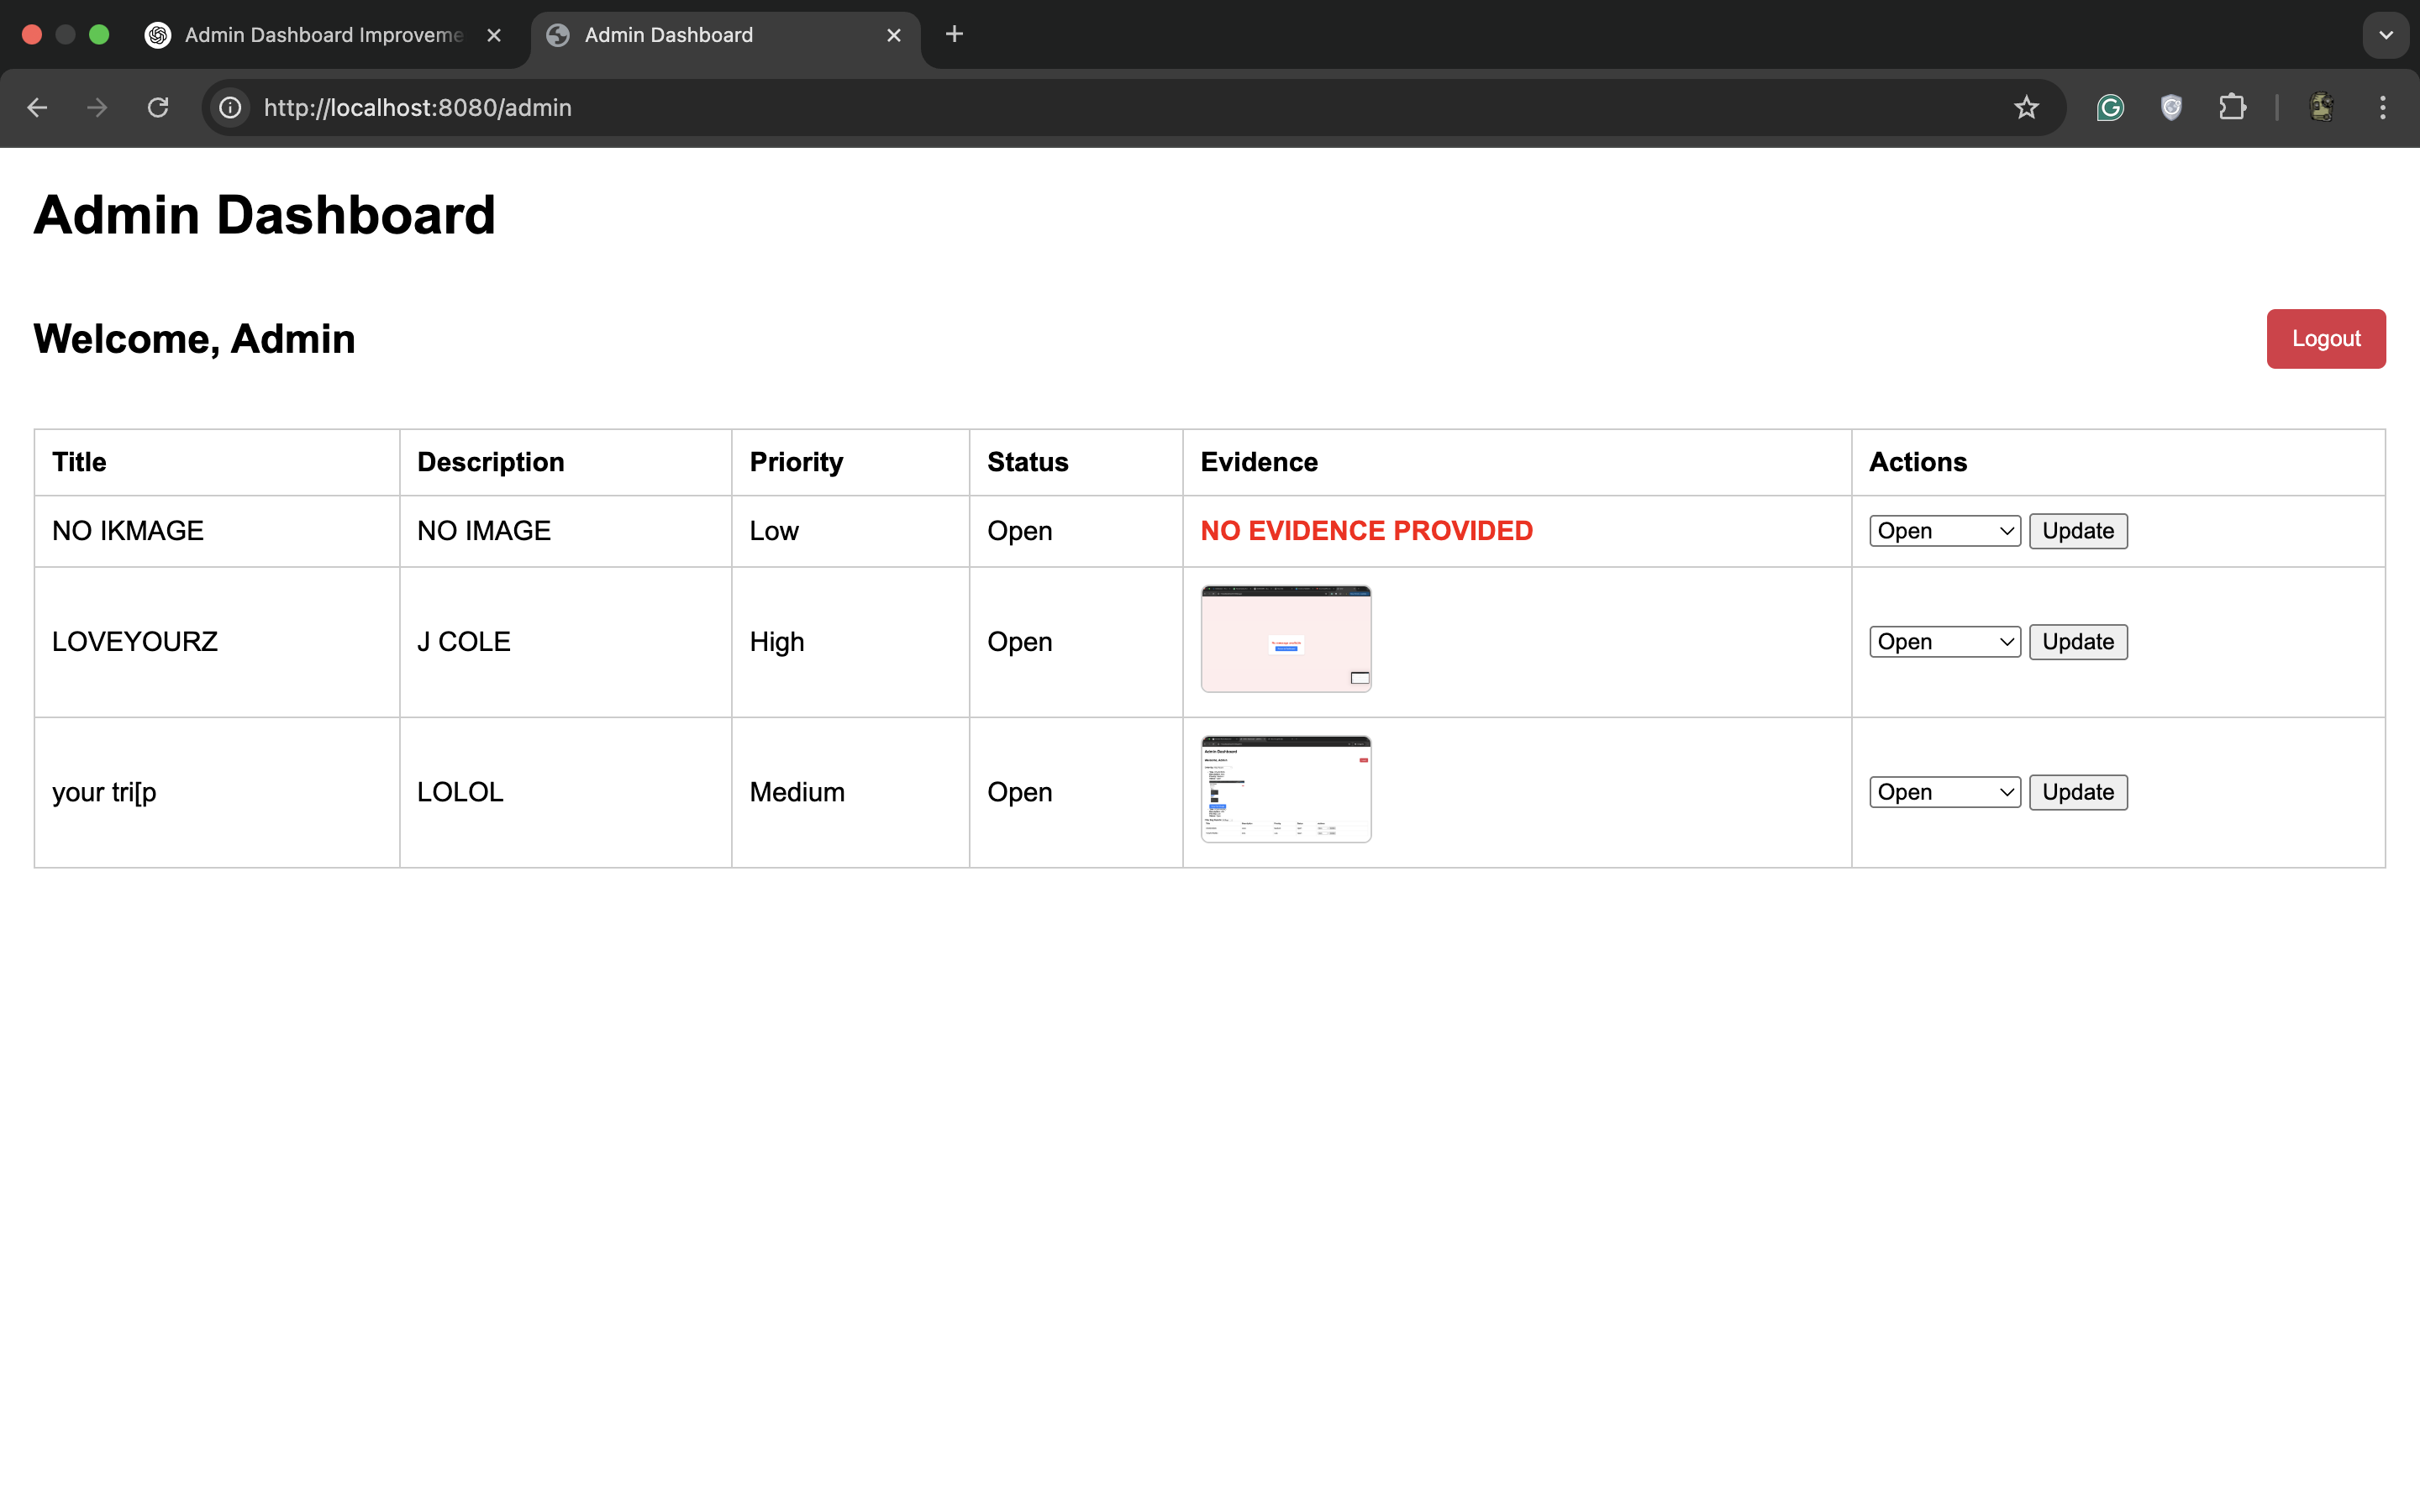 Admin Dashboard Improveme
Admin Dashboard
http://localhost:8080/admin
Admin Dashboard
Welcome, Admin
Logout
Title Description Priority Status Evidence Actions
NO IKMAGE NO IMAGE Low Open NO EVIDENCE PROVIDED Open Update
LOVEYOURZ J COLE High Open Open Update
your tri[p LOLOL Medium Open Open Update